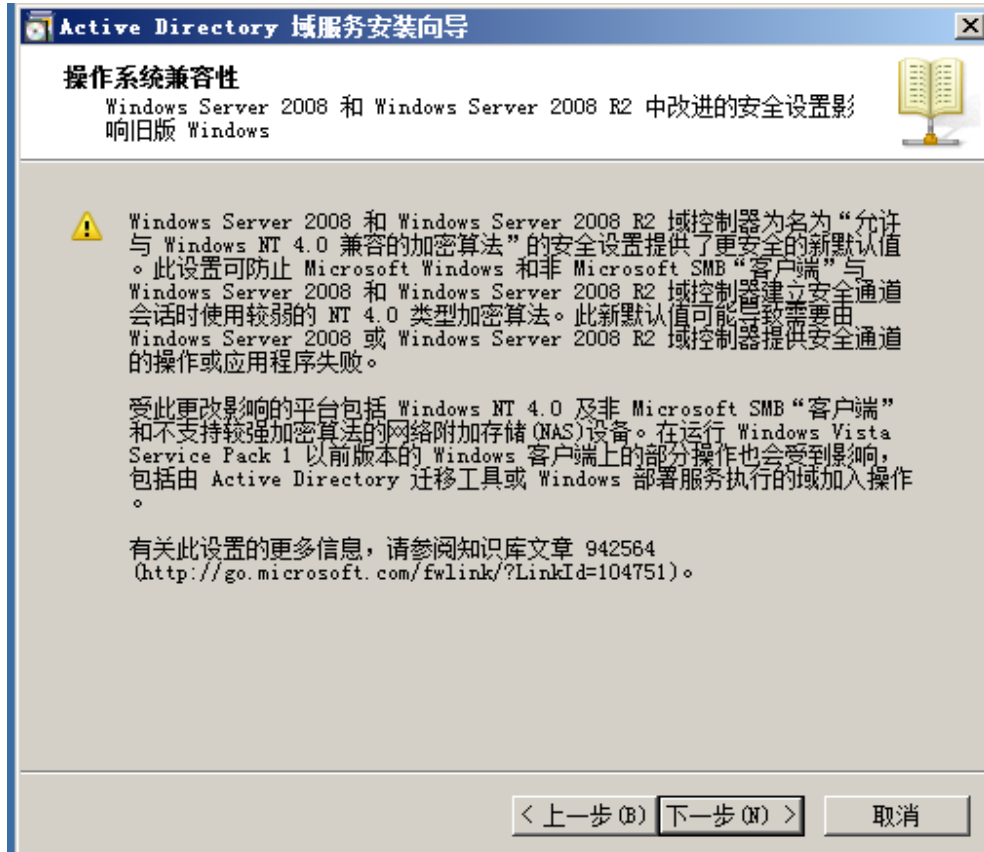 Active Directory 域服务安装向导
操作系统兼容性
Windows Server 2008 和 Windows Server 2008 R2 中改进的安全设置影
响旧版 Windows
Windows Server 2008 和 Windows Server 2008 R2 域控制器为名为“允许
与 Windows NT 4.0 兼容的加密算法”的安全设置提供了更安全的新默认值
。此设置可防止 Microsoft Windows 和非 Microsoft SMB“客户端”与
Windows Server 2008 和 Windows Server 2008 R2 域控制器建立安全通道
会话时使用较弱的 NT 4.0 类型加密算法。此新默认值可能导致需要由
Windows Server 2008 或 Windows Server 2008 R2 域控制器提供安全通道
的操作或应用程序失败。
受此更改影响的平台包括 Windows NT 4.0 及非 Microsoft SMB“客户端”
和不支持较强加密算法的网络附加存储(NAS)设备。在运行 Windows Vista
Service Pack 1 以前版本的 Windows 客户端上的部分操作也会受到影响，
包括由 Active Directory 迁移工具或 Windows 部署服务执行的域加入操作
。
有关此设置的更多信息，请参阅知识库文章 942564
(http://go.microsoft.com/fwlink/?LinkId=104751)。
< 上一步(B) 下一步(N) > 取消